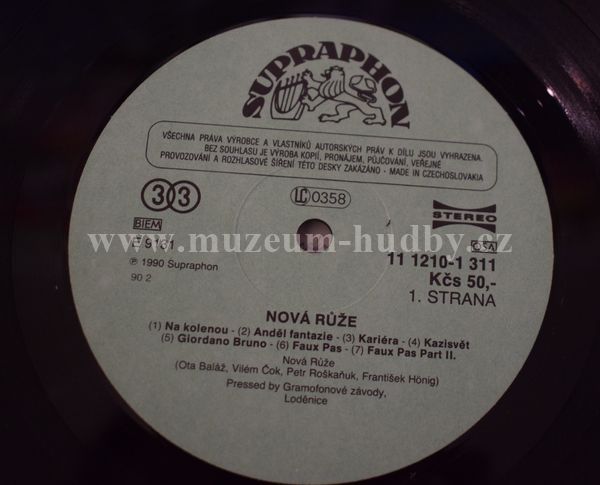 SUPRAPHON
VŠECHNA PRÁVA VÝROBCE A VLASTNÍKŮ AUTORSKÝCH PRÁV K DÍLU JSOU VYHRAZENA.
BEZ SOUHLASU JE VÝROBA KOPIÍ, PRONÁJEM, PŮJČOVÁNÍ, VEŘEJNÉ
PROVOZOVÁNÍ A ROZHLASOVÉ ŠÍŘENÍ TÉTO DESKY ZAKÁZÁNO - MADE IN CZECHOSLOVAKIA
33
LC 0358
STEREO
BIEM
OSA
www.muzeum-hudby.cz
℗ 1990 Supraphon
90 2
11 1210-1 311
Kčs 50,-
1. STRANA
NOVÁ RŮŽE
(1) Na kolenou - (2) Anděl fantazie - (3) Kariéra - (4) Kazisvět
(5) Giordano Bruno - (6) Faux Pas - (7) Faux Pas Part II.
Nová Růže
(Ota Baláž, Vilém Čok, Petr Roškaňuk, František Hönig)
Pressed by Gramofonové závody,
Loděnice